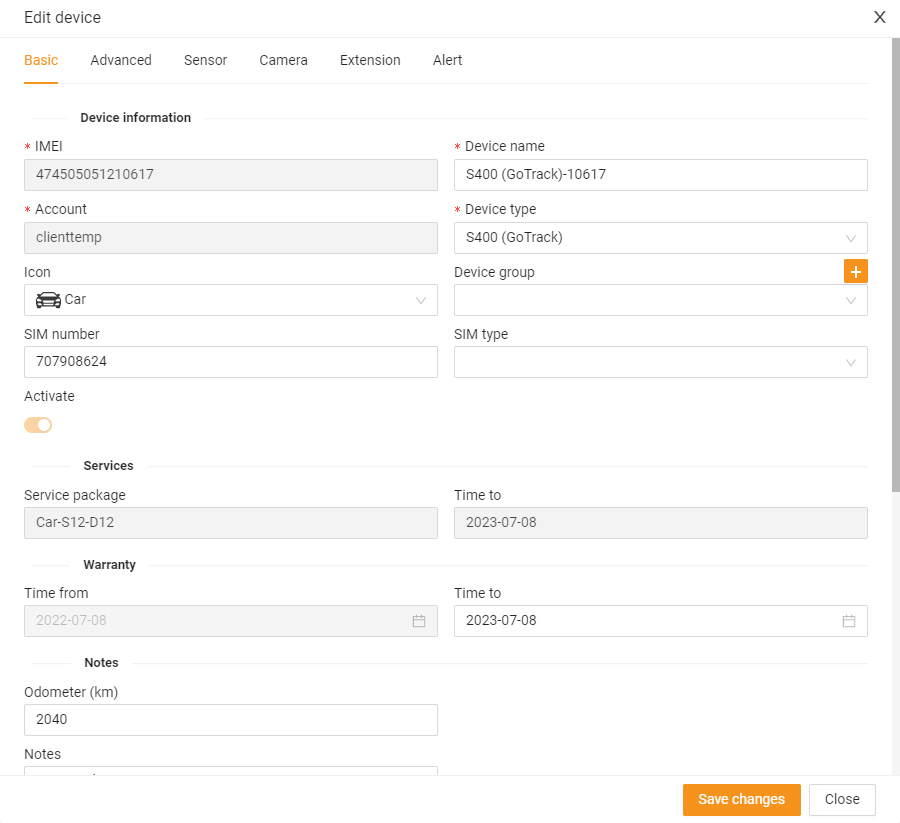 Edit device
Basic Advanced Sensor Camera Extension Alert
Device information
* IMEI * Device name
474505051210617 S400 (GoTrack)-10617
* Account * Device type
clienttemp S400 (GoTrack)
Icon Device group
Car
SIM number SIM type
707908624
Activate
Services
Service package Time to
Car-S12-D12 2023-07-08
Warranty
Time from Time to
2022-07-08 2023-07-08
Notes
Odometer (km)
2040
Notes
Save changes Close